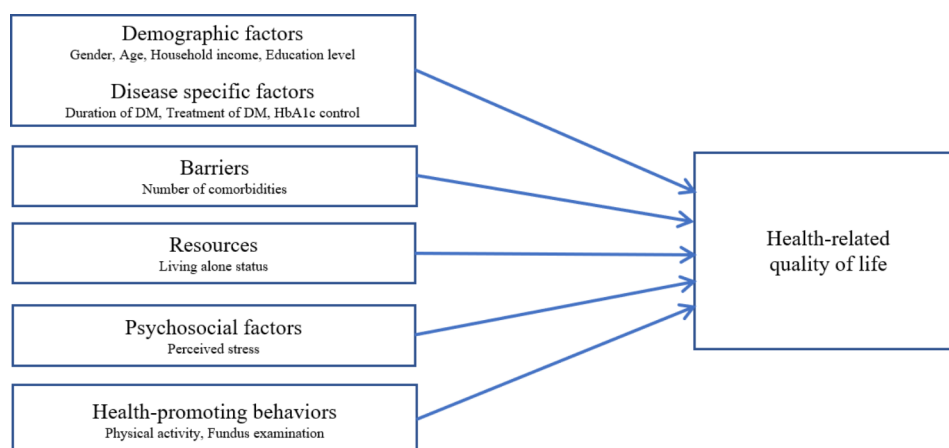 Demographic factors
Gender, Age, Household income, Education level
Disease specific factors
Duration of DM, Treatment of DM, HbA1c control
Barriers
Number of comorbidities
Resources
Living alone status
Psychosocial factors
Perceived stress
Health-promoting behaviors
Physical activity, Fundus examination
Health-related
quality of life